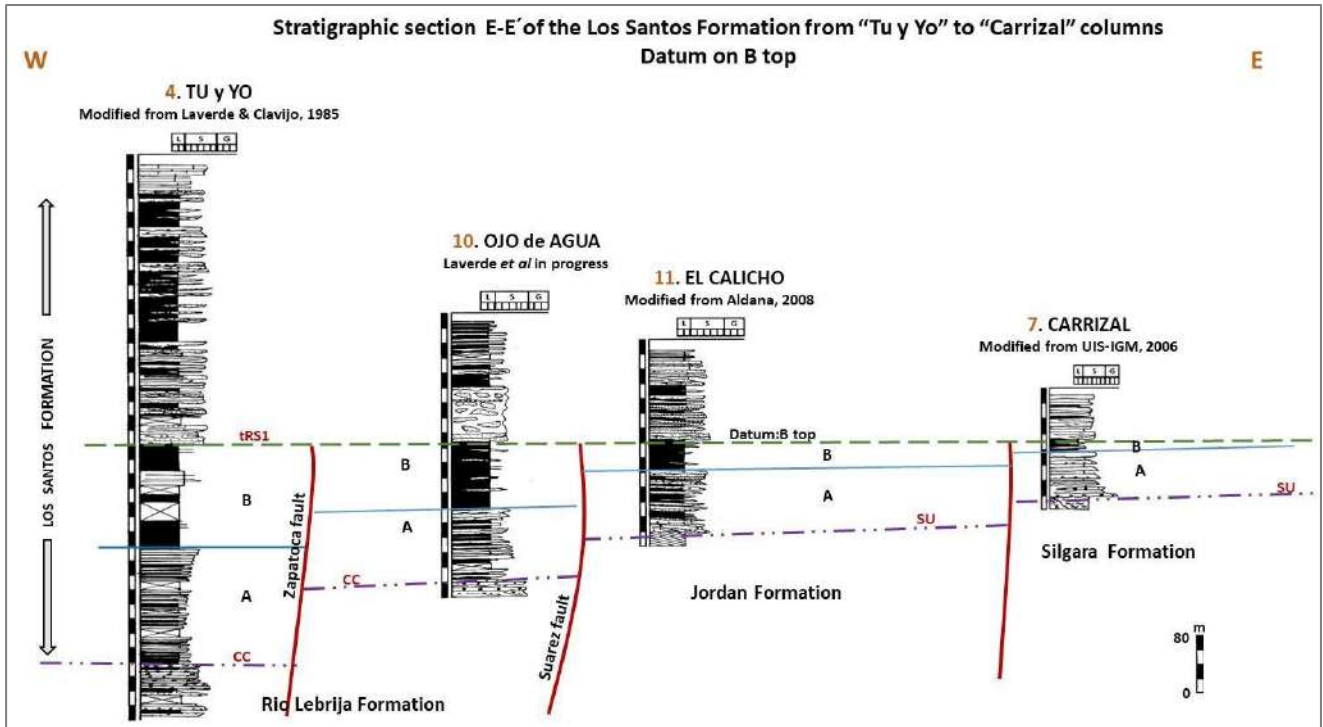 Stratigraphic section E-E´of the Los Santos Formation from “Tu y Yo” to “Carrizal” columns
Datum on B top
W
E
4. TU y YO
Modified from Laverde & Clavijo, 1985
L S G
10. OJO de AGUA
Laverde et al in progress
L S G
11. EL CALICHO
Modified from Aldana, 2008
L S G
7. CARRIZAL
Modified from UIS-IGM, 2006
L S G
LOS SANTOS FORMATION
tRS1
Datum:B top
B
B
B
B
A
A
A
A
Zapatoca fault
Suarez fault
CC
CC
SU
SU
Rio Lebrija Formation
Jordan Formation
Silgara Formation
m
80
0